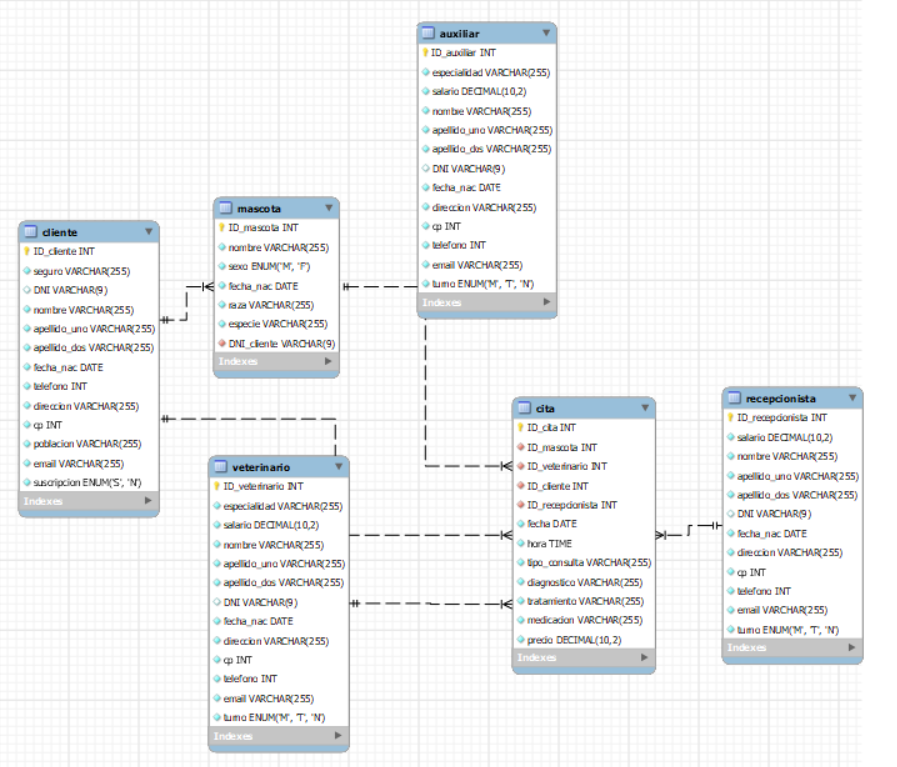 auxiliar
ID_auxiliar INT
especialidad VARCHAR(255)
salario DECIMAL(10,2)
nombre VARCHAR(255)
apellido_uno VARCHAR(255)
apellido_dos VARCHAR(255)
DNI VARCHAR(9)
fecha_nac DATE
direccion VARCHAR(255)
cp INT
telefono INT
email VARCHAR(255)
turno ENUM('M', 'T', 'N')
Indexes
mascota
ID_mascota INT
nombre VARCHAR(255)
sexo ENUM('M', 'F')
fecha_nac DATE
raza VARCHAR(255)
especie VARCHAR(255)
DNI_cliente VARCHAR(9)
Indexes
cliente
ID_cliente INT
seguro VARCHAR(255)
DNI VARCHAR(9)
nombre VARCHAR(255)
apellido_uno VARCHAR(255)
apellido_dos VARCHAR(255)
fecha_nac DATE
telefono INT
direccion VARCHAR(255)
cp INT
poblacion VARCHAR(255)
email VARCHAR(255)
suscripcion ENUM('S', 'N')
Indexes
veterinario
ID_veterinario INT
especialidad VARCHAR(255)
salario DECIMAL(10,2)
nombre VARCHAR(255)
apellido_uno VARCHAR(255)
apellido_dos VARCHAR(255)
DNI VARCHAR(9)
fecha_nac DATE
direccion VARCHAR(255)
cp INT
telefono INT
email VARCHAR(255)
turno ENUM('M', 'T', 'N')
Indexes
cita
ID_cita INT
ID_mascota INT
ID_veterinario INT
ID_cliente INT
ID_recepcionista INT
fecha DATE
hora TIME
tipo_consulta VARCHAR(255)
diagnostico VARCHAR(255)
tratamiento VARCHAR(255)
medicacion VARCHAR(255)
precio DECIMAL(10,2)
Indexes
recepcionista
ID_recepcionista INT
salario DECIMAL(10,2)
nombre VARCHAR(255)
apellido_uno VARCHAR(255)
apellido_dos VARCHAR(255)
DNI VARCHAR(9)
fecha_nac DATE
direccion VARCHAR(255)
cp INT
telefono INT
email VARCHAR(255)
turno ENUM('M', 'T', 'N')
Indexes